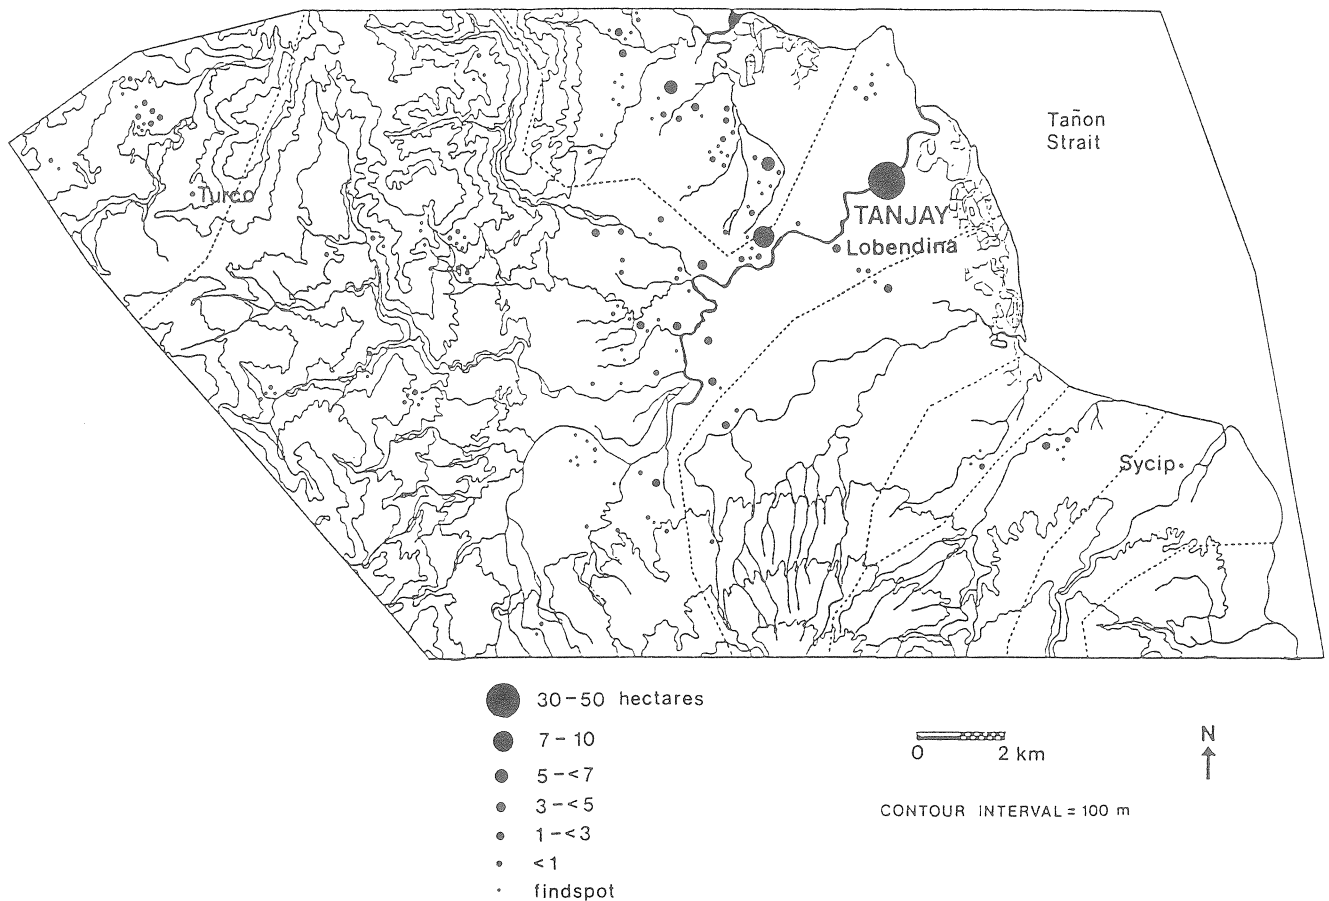 Tañon
Strait
Turco
TANJAY
Lobendina
Sycip
30-50 hectares
7-10
5-<7
3-<5
1-<3
<1
findspot
0 2 km
N
CONTOUR INTERVAL = 100 m